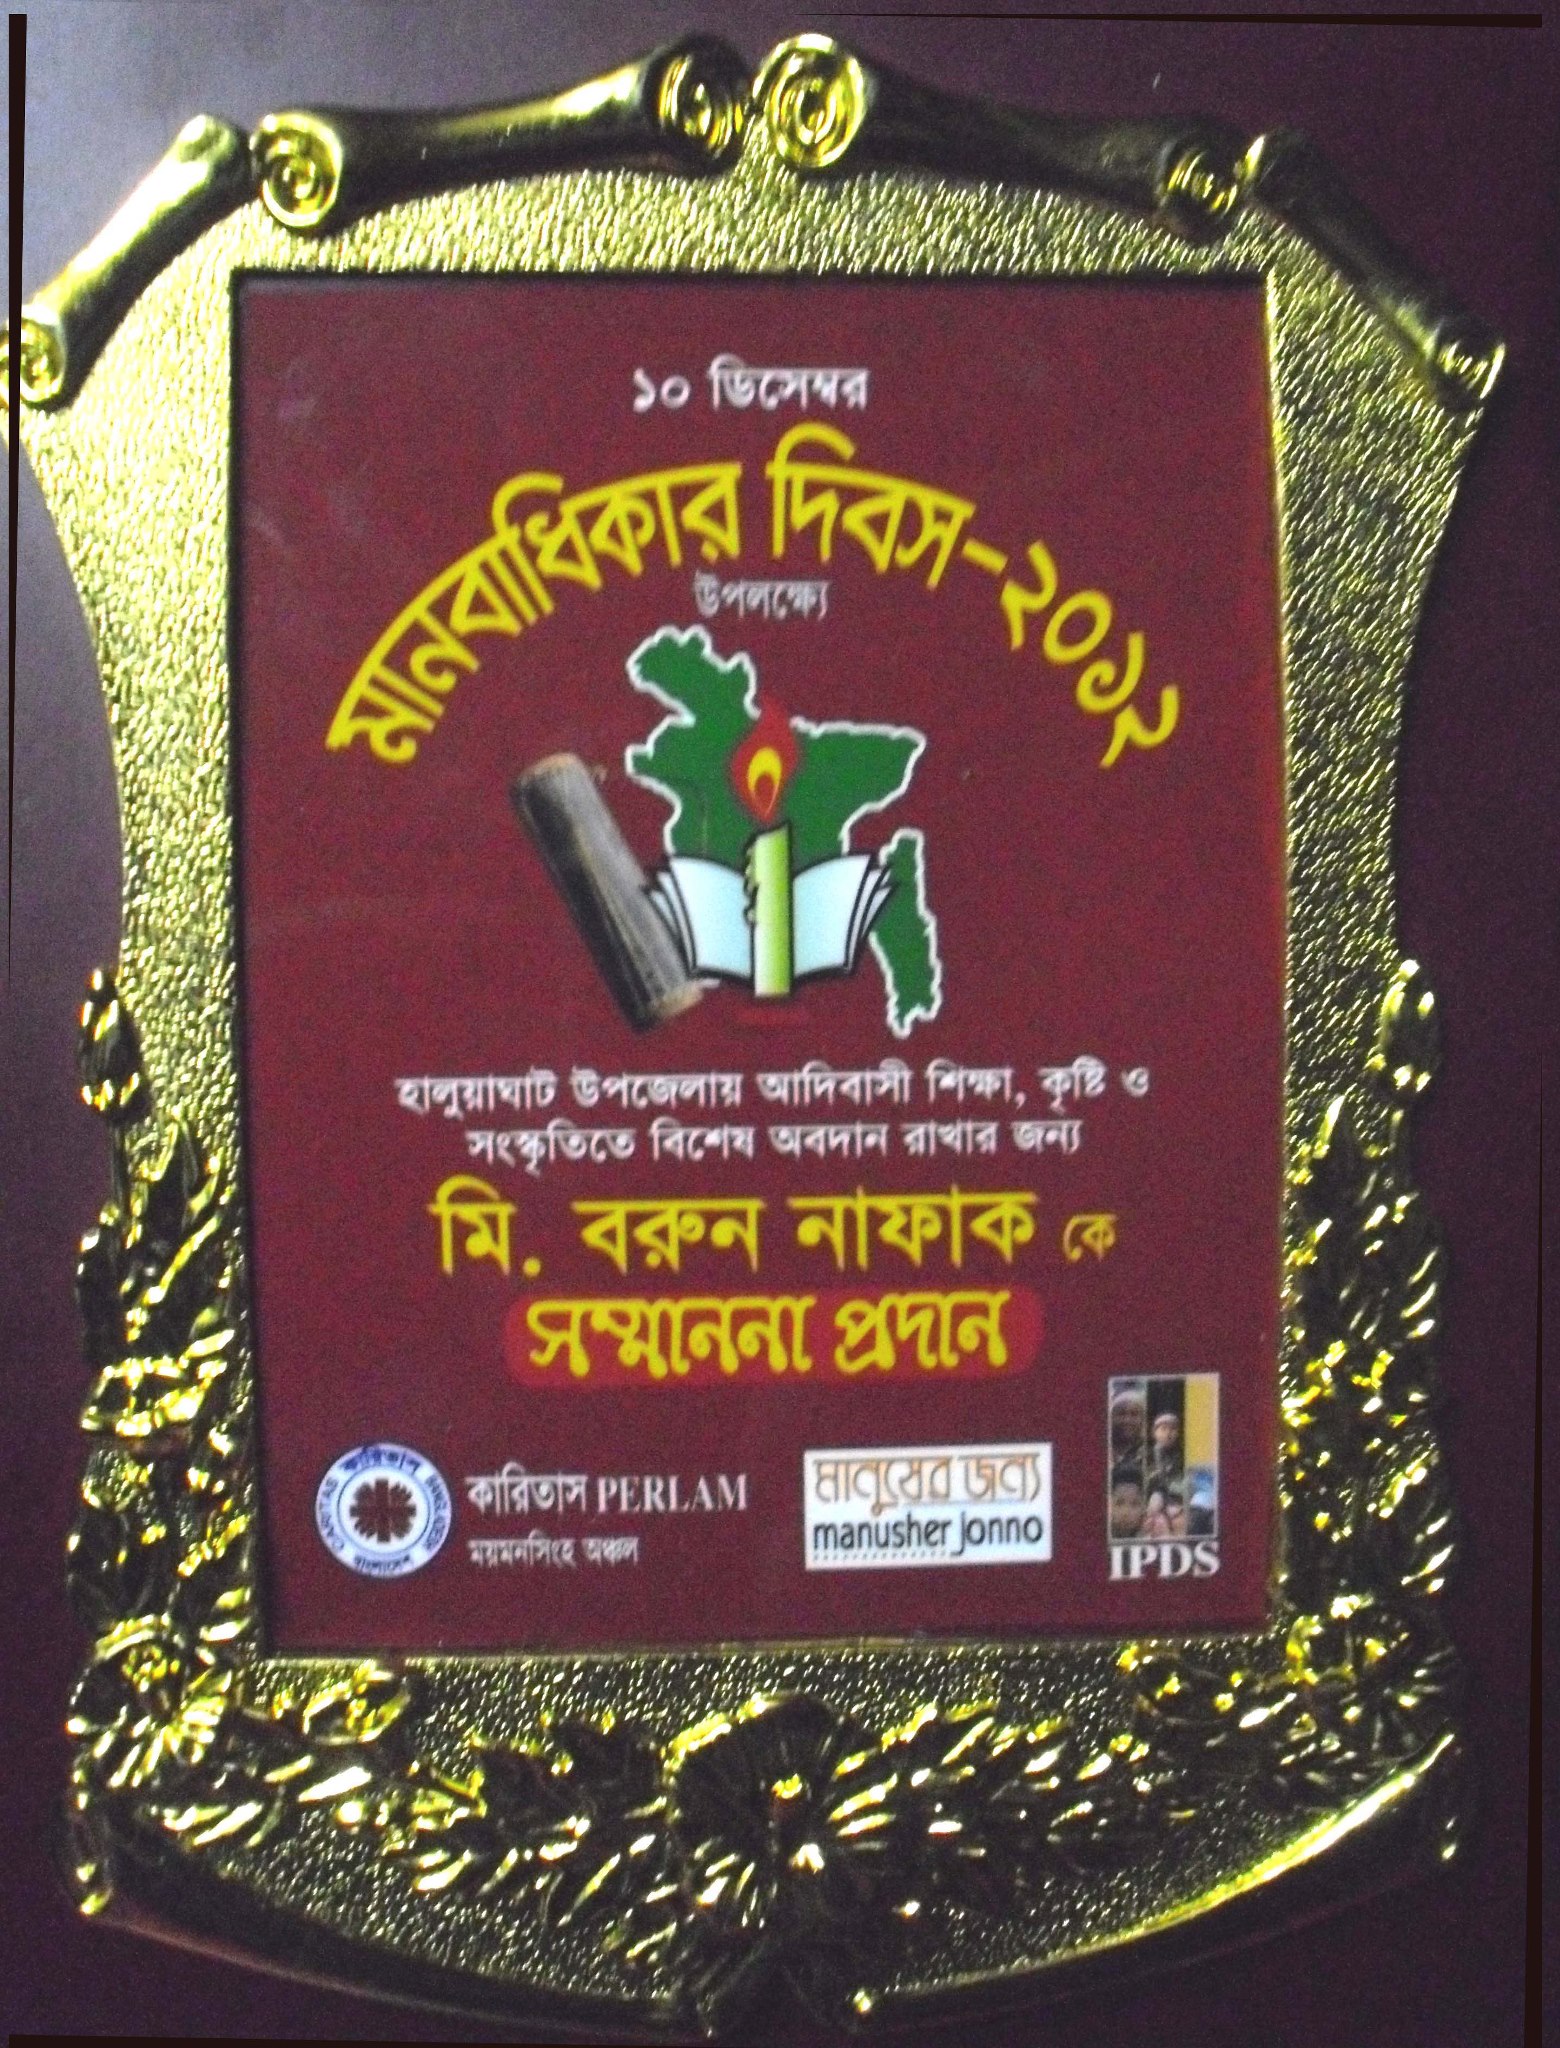 ১০ ডিসেম্বর
মানবাধিকার দিবস-২০১২
উপলক্ষ্যে
হালুয়াঘাট উপজেলায় আদিবাসী শিক্ষা, কৃষ্টি ও
সংস্কৃতিতে বিশেষ অবদান রাখার জন্য
মি. বরুন নাফাক কে
সম্মাননা প্রদান
কারিতাস CARITAS বাংলাদেশ
কারিতাস PERLAM
ময়মনসিংহ অঞ্চল
মানুষের জন্য
manusher jonno
IPDS